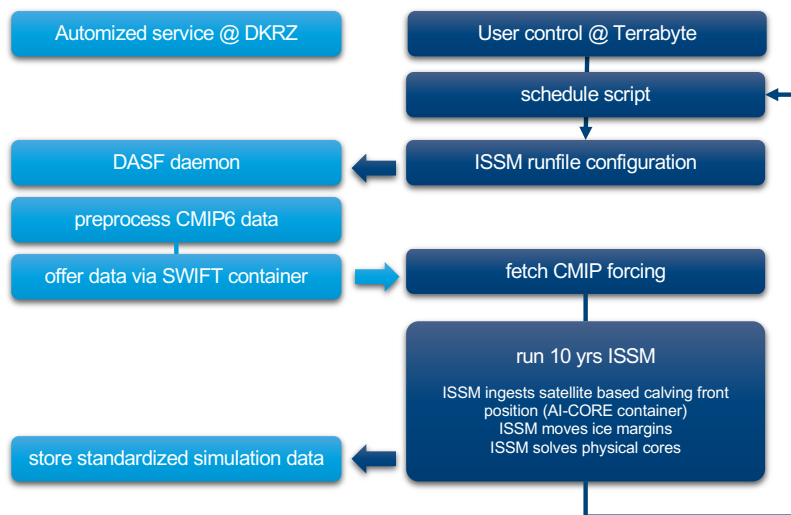 Automized service @ DKRZ
User control @ Terrabyte
schedule script
DASF daemon
ISSM runfile configuration
preprocess CMIP6 data
offer data via SWIFT container
fetch CMIP forcing
run 10 yrs ISSM
ISSM ingests satellite based calving front
position (AI-CORE container)
ISSM moves ice margins
ISSM solves physical cores
store standardized simulation data